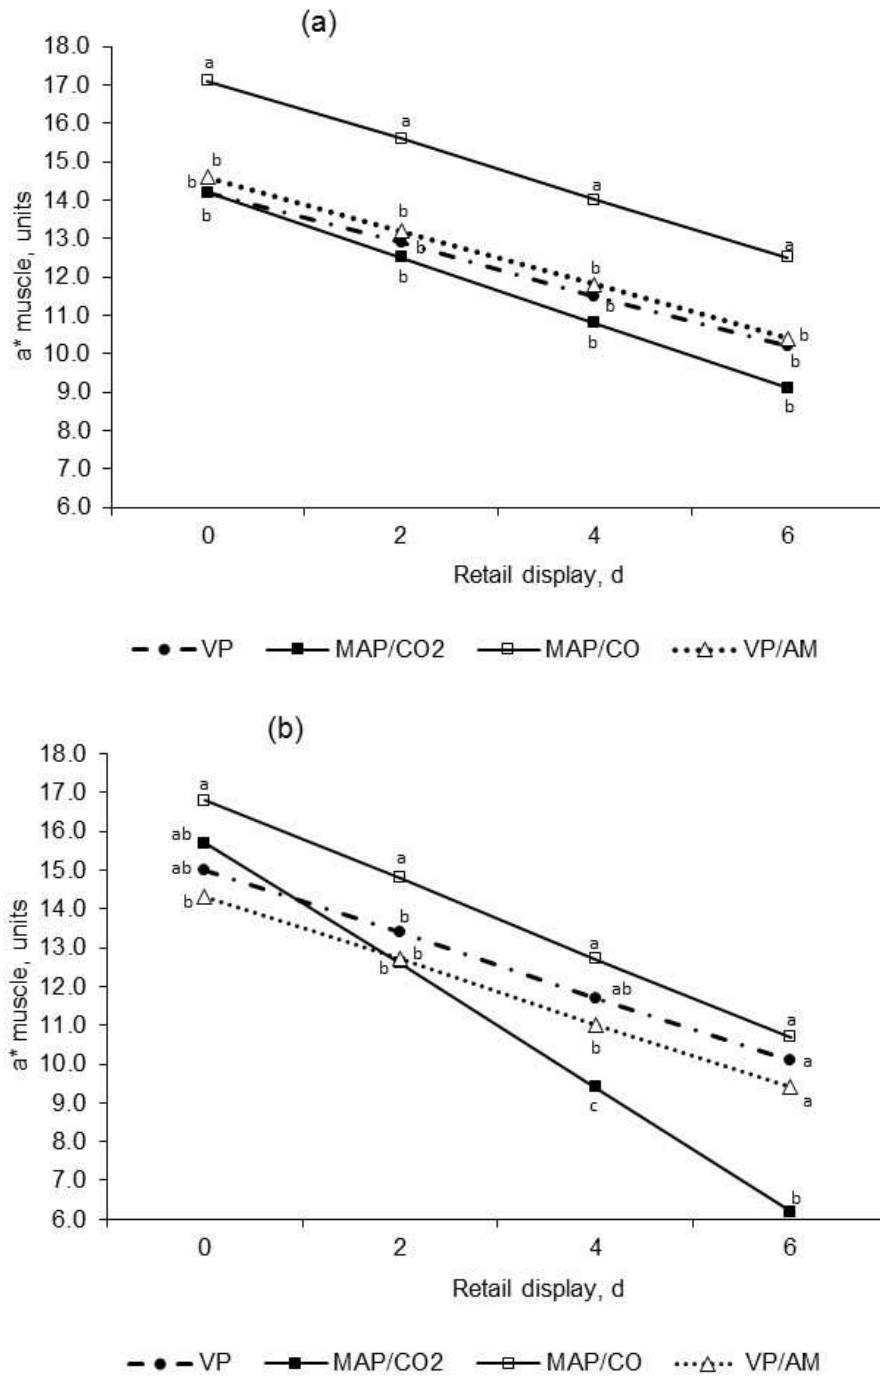 (a)
18.0
a
17.0
a
16.0
15.0
b
a
b
14.0
b
b
13.0
b
a
b
12.0
b
b
11.0
b
b
10.0
b
b
9.0
b
8.0
7.0
6.0
a* muscle, units
0 2 4 6
Retail display, d
VP MAP/CO2 MAP/CO VP/AM
(b)
18.0
a
17.0
16.0
ab
a
15.0
ab
14.0
b
b
13.0
b
a
b
12.0
ab
11.0
b
a
10.0
a
9.0
a
c
8.0
7.0
b
6.0
a* muscle, units
0 2 4 6
Retail display, d
VP MAP/CO2 MAP/CO VP/AM